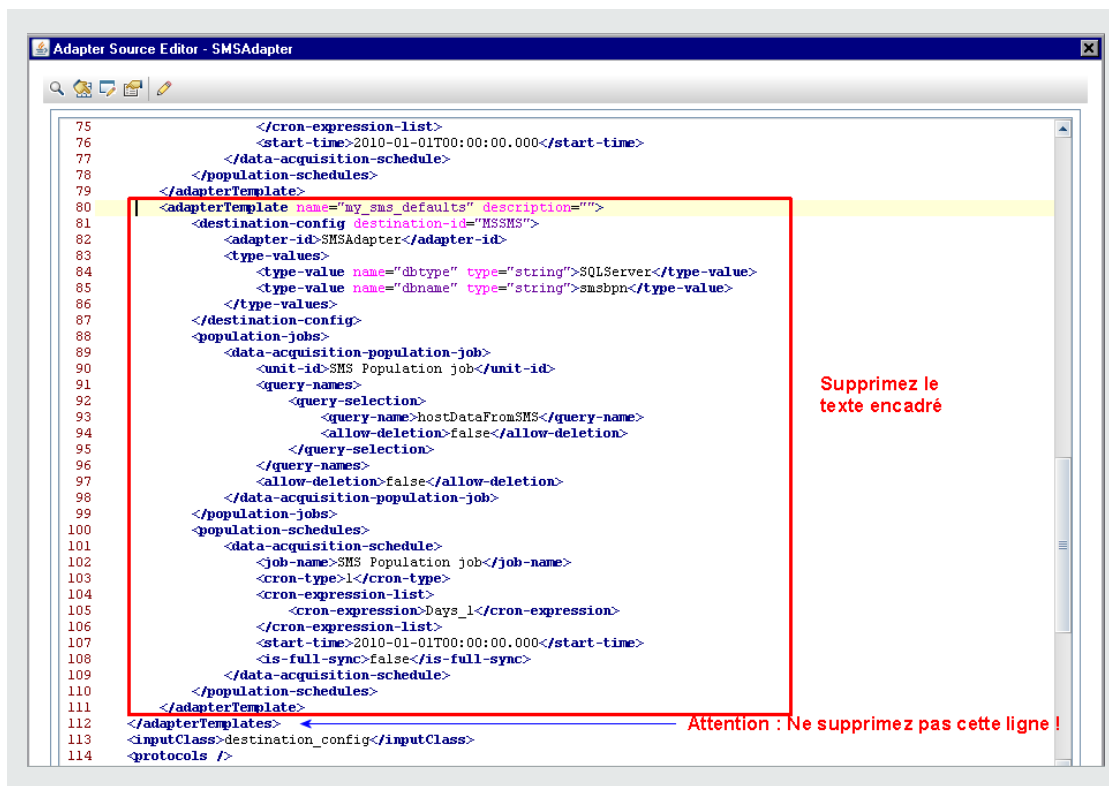 Adapter Source Editor - SMSAdapter
75 </cron-expression-list>
76 <start-time>2010-01-01T00:00:00.000</start-time>
77 </data-acquisition-schedule>
78 </population-schedules>
79 </adapterTemplate>
80 <adapterTemplate name="my_sms_defaults" description="">
81 <destination-config destination-id="MSSMS">
82 <adapter-id>SMSAdapter</adapter-id>
83 <type-values>
84 <type-value name="dbtype" type="string">SQLServer</type-value>
85 <type-value name="dbname" type="string">smsbpn</type-value>
86 </type-values>
87 </destination-config>
88 <population-jobs>
89 <data-acquisition-population-job>
90 <unit-id>SMS Population job</unit-id>
91 <query-names>
92 <query-selection>
93 <query-name>hostDataFromSMS</query-name>
94 <allow-deletion>false</allow-deletion>
95 </query-selection>
96 </query-names>
97 <allow-deletion>false</allow-deletion>
98 </data-acquisition-population-job>
99 </population-jobs>
100 <population-schedules>
101 <data-acquisition-schedule>
102 <job-name>SMS Population job</job-name>
103 <cron-type>1</cron-type>
104 <cron-expression-list>
105 <cron-expression>Days_1</cron-expression>
106 </cron-expression-list>
107 <start-time>2010-01-01T00:00:00.000</start-time>
108 <is-full-sync>false</is-full-sync>
109 </data-acquisition-schedule>
110 </population-schedules>
111 </adapterTemplate>
112 </adapterTemplates>
113 <inputClass>destination_config</inputClass>
114 <protocols />
Supprimez le
texte encadré
Attention : Ne supprimez pas cette ligne !